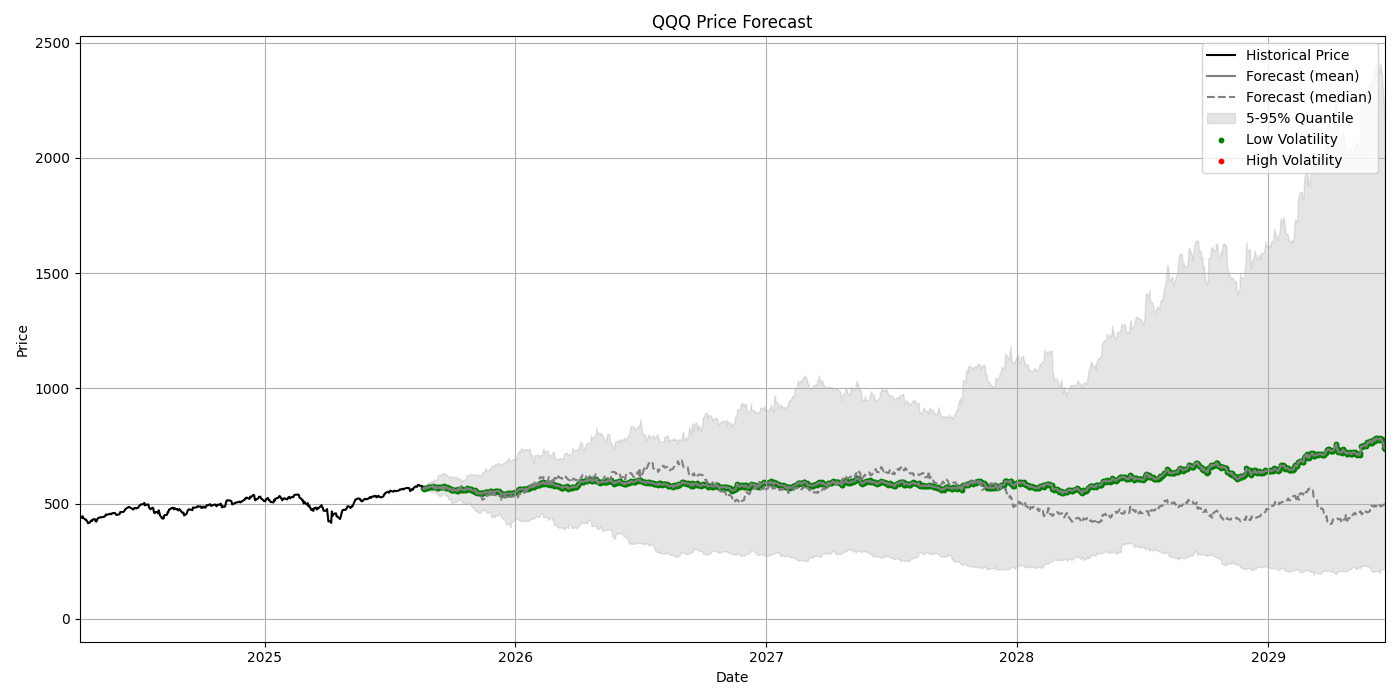 QQQ Price Forecast
2500
2000
1500
1000
500
0
Price
Historical Price
Forecast (mean)
Forecast (median)
5-95% Quantile
Low Volatility
High Volatility
2025 2026 2027 2028 2029
Date